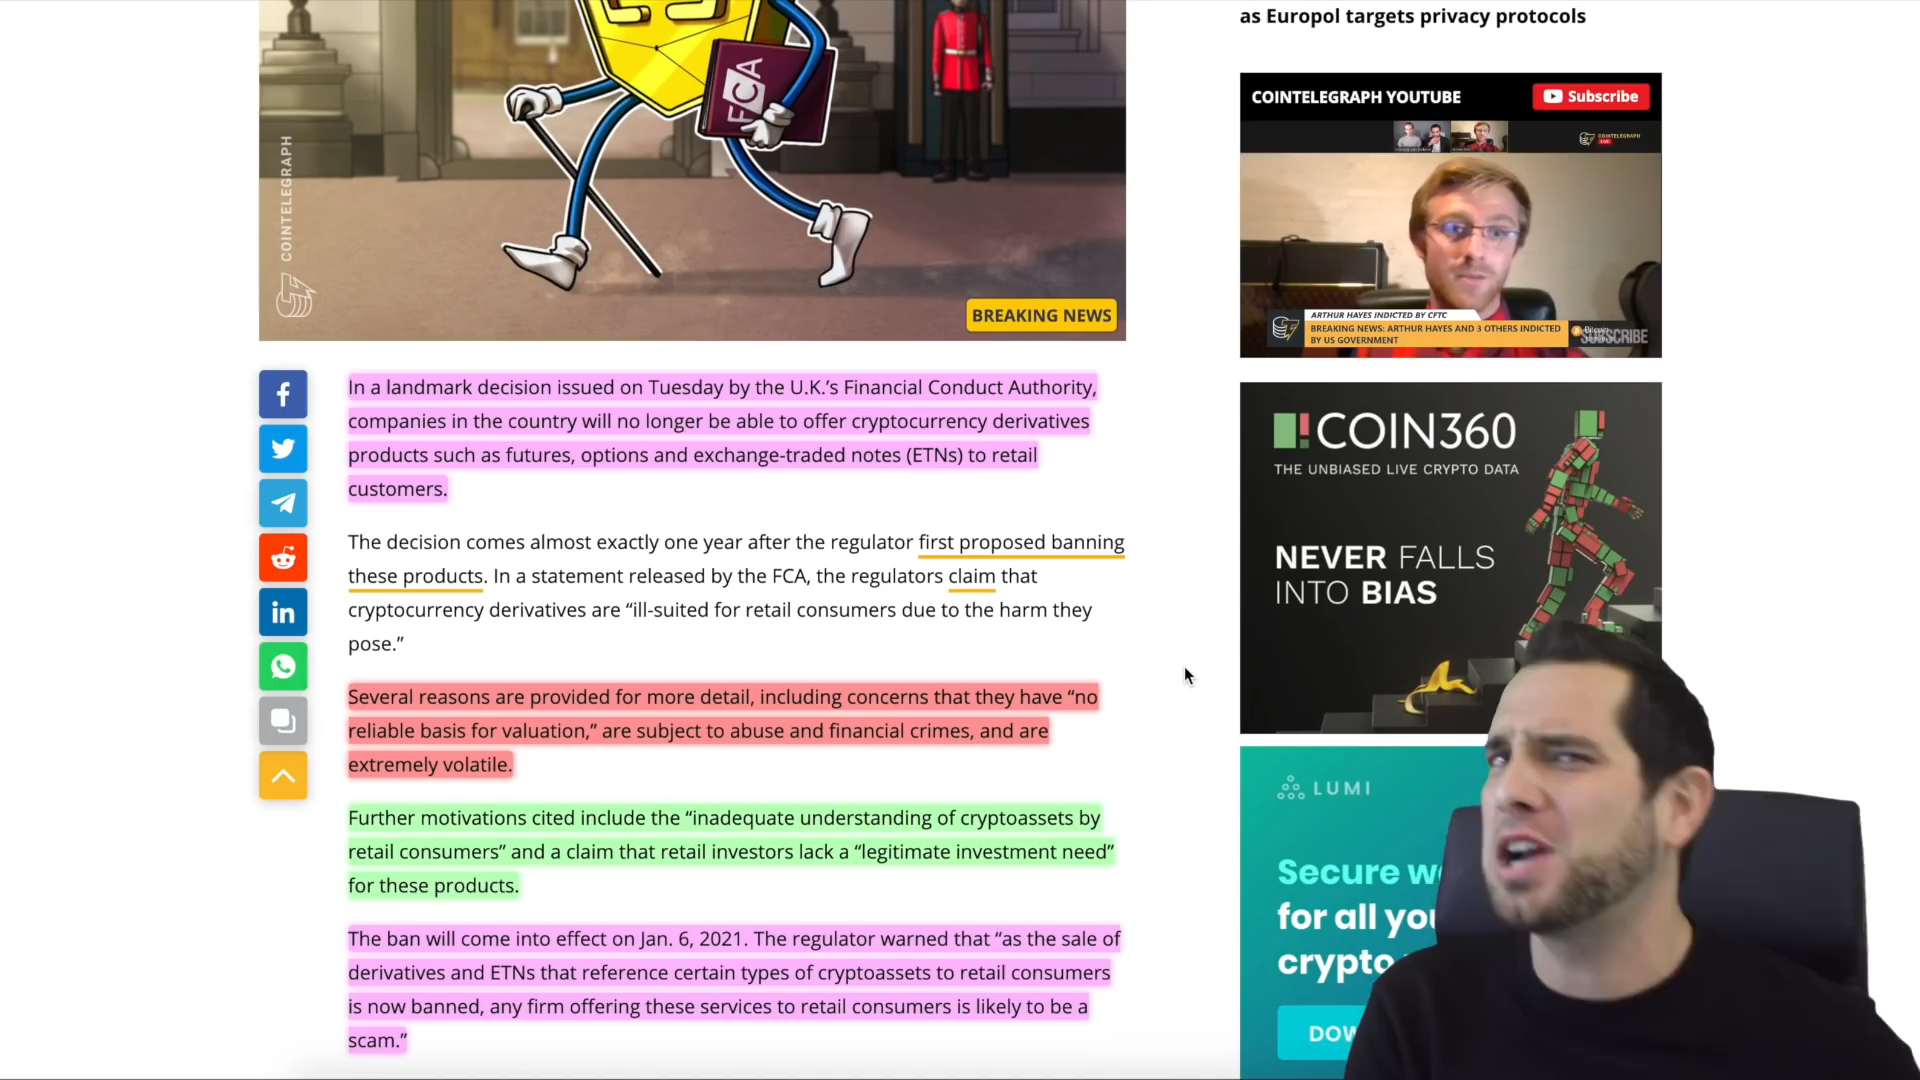 as Europol targets privacy protocols
FCA
COINTELEGRAPH
BREAKING NEWS
COINTELEGRAPH YOUTUBE
Subscribe
COINTELEGRAPH
LIVE
ARTHUR HAYES INDICTED BY CFTC
BREAKING NEWS: ARTHUR HAYES AND 3 OTHERS INDICTED
BY US GOVERNMENT
Bitcoin
SUBSCRIBE
In a landmark decision issued on Tuesday by the U.K.’s Financial Conduct Authority,
companies in the country will no longer be able to offer cryptocurrency derivatives
products such as futures, options and exchange-traded notes (ETNs) to retail
customers.
The decision comes almost exactly one year after the regulator first proposed banning
these products. In a statement released by the FCA, the regulators claim that
cryptocurrency derivatives are “ill-suited for retail consumers due to the harm they
pose.”
Several reasons are provided for more detail, including concerns that they have “no
reliable basis for valuation,” are subject to abuse and financial crimes, and are
extremely volatile.
Further motivations cited include the “inadequate understanding of cryptoassets by
retail consumers” and a claim that retail investors lack a “legitimate investment need”
for these products.
The ban will come into effect on Jan. 6, 2021. The regulator warned that “as the sale of
derivatives and ETNs that reference certain types of cryptoassets to retail consumers
is now banned, any firm offering these services to retail consumers is likely to be a
scam.”
COIN360
THE UNBIASED LIVE CRYPTO DATA
NEVER FALLS
INTO BIAS
LUMI
Secure w
for all you
crypto
DOW